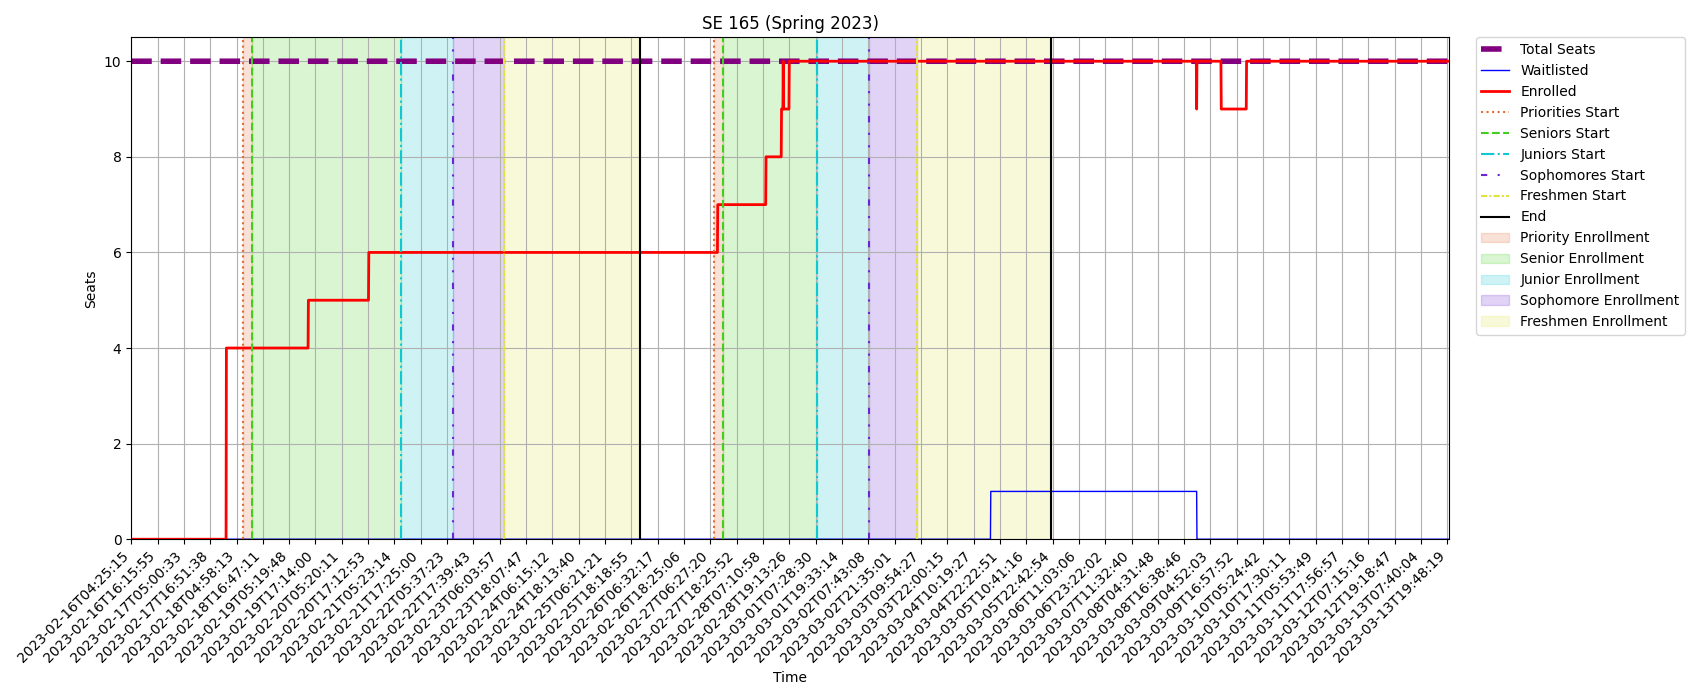 SE 165 (Spring 2023)
Seats
10
8
6
4
2
0
2023-02-16T04:25:15
2023-02-16T16:15:55
2023-02-17T05:00:33
2023-02-17T16:51:38
2023-02-18T04:58:13
2023-02-18T16:47:11
2023-02-19T05:19:48
2023-02-19T17:14:00
2023-02-20T05:20:11
2023-02-20T17:12:53
2023-02-21T05:23:14
2023-02-21T17:25:00
2023-02-22T05:37:23
2023-02-22T17:39:43
2023-02-23T06:03:57
2023-02-23T18:07:47
2023-02-24T06:15:12
2023-02-24T18:13:40
2023-02-25T06:21:21
2023-02-25T18:18:55
2023-02-26T06:32:17
2023-02-26T18:25:06
2023-02-27T06:27:20
2023-02-27T18:25:52
2023-02-28T07:10:58
2023-02-28T19:13:26
2023-03-01T07:28:30
2023-03-01T19:33:14
2023-03-02T07:43:08
2023-03-02T21:35:01
2023-03-03T09:54:27
2023-03-03T22:00:15
2023-03-04T10:19:27
2023-03-04T22:22:51
2023-03-05T10:41:16
2023-03-05T22:42:54
2023-03-06T11:03:06
2023-03-06T23:22:02
2023-03-07T11:32:40
2023-03-08T04:31:48
2023-03-08T16:38:46
2023-03-09T04:52:03
2023-03-09T16:57:52
2023-03-10T05:24:42
2023-03-10T17:30:11
2023-03-11T05:53:49
2023-03-11T17:56:57
2023-03-12T07:15:16
2023-03-12T19:18:47
2023-03-13T07:40:04
2023-03-13T19:48:19
Time
Total Seats
Waitlisted
Enrolled
Priorities Start
Seniors Start
Juniors Start
Sophomores Start
Freshmen Start
End
Priority Enrollment
Senior Enrollment
Junior Enrollment
Sophomore Enrollment
Freshmen Enrollment